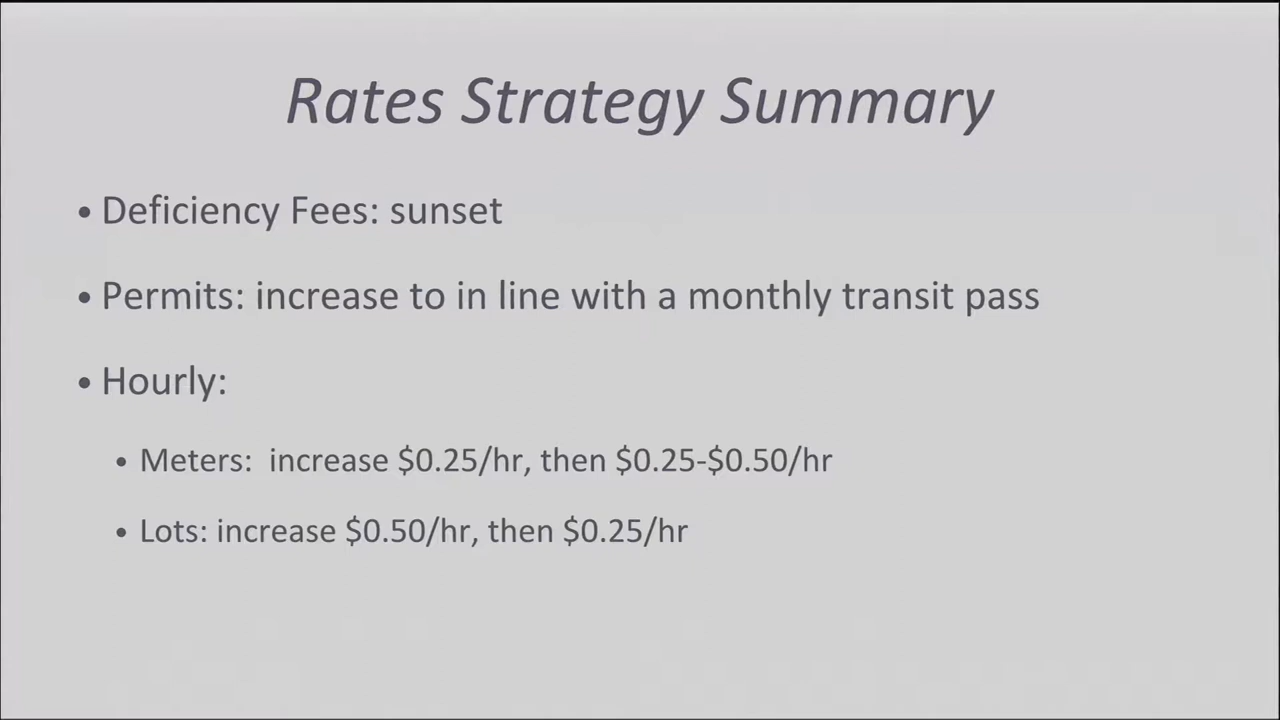 Rates Strategy Summary
• Deficiency Fees: sunset
• Permits: increase to in line with a monthly transit pass
• Hourly:
• Meters:  increase $0.25/hr, then $0.25-$0.50/hr
• Lots: increase $0.50/hr, then $0.25/hr